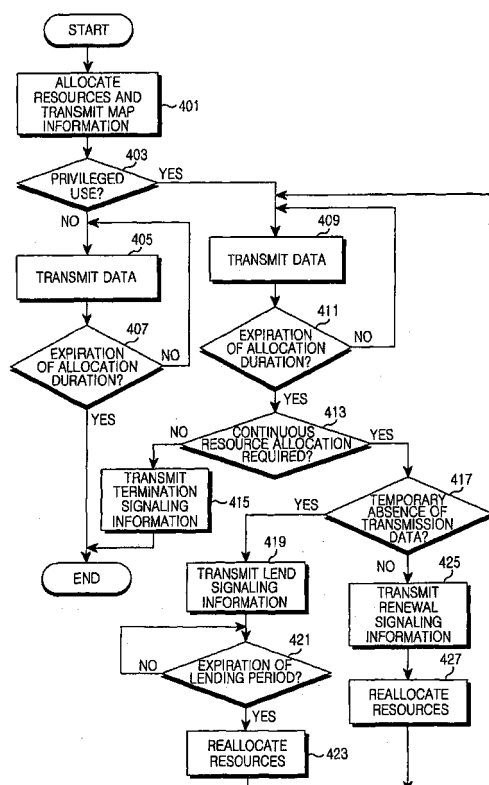 START
ALLOCATE
RESOURCES AND
TRANSMIT MAP
INFORMATION
401
403
PRIVILEGED
USE?
YES
NO
405
TRANSMIT DATA
409
TRANSMIT DATA
407
EXPIRATION
OF ALLOCATION
DURATION?
NO
YES
411
EXPIRATION
OF ALLOCATION
DURATION?
NO
YES
413
CONTINUOUS
RESOURCE ALLOCATION
REQUIRED?
NO
YES
TRANSMIT
TERMINATION
SIGNALING
INFORMATION
415
END
417
TEMPORARY
ABSENCE OF
TRANSMISSION
DATA?
YES
NO
419
TRANSMIT LEND
SIGNALING
INFORMATION
425
TRANSMIT
RENEWAL
SIGNALING
INFORMATION
421
EXPIRATION OF
LENDING PERIOD?
NO
YES
427
REALLOCATE
RESOURCES
REALLOCATE
RESOURCES
423